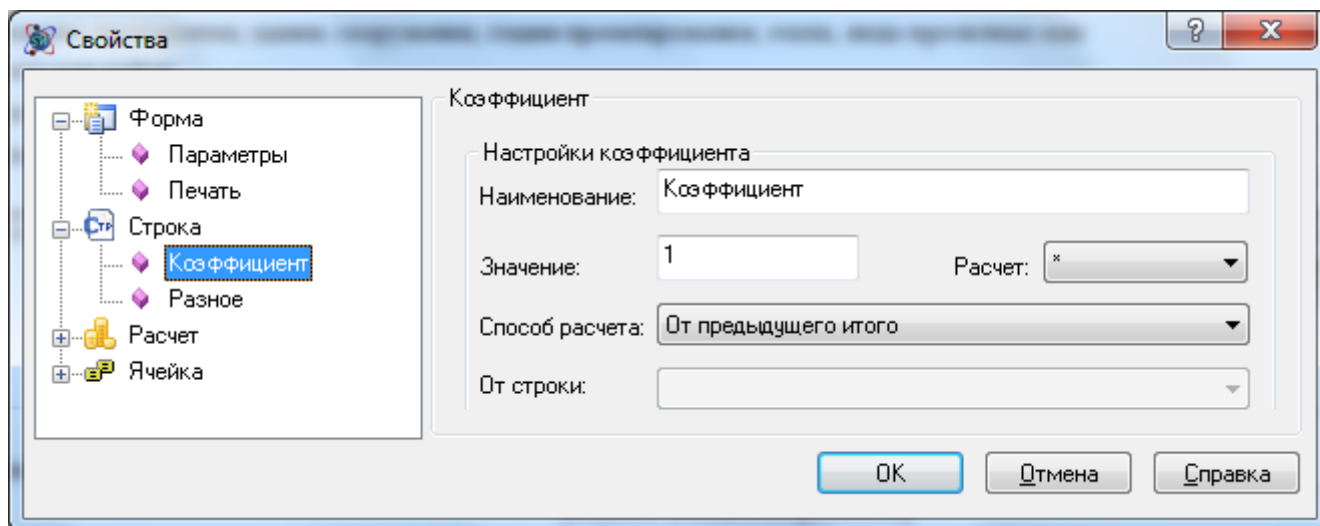 Свойства
Форма
Параметры
Печать
Строка
Коэффициент
Разное
Расчет
Ячейка
Коэффициент
Настройки коэффициента
Наименование: Коэффициент
Значение: 1 Расчет: *
Способ расчета: От предыдущего итого
От строки:
OK Отмена Справка